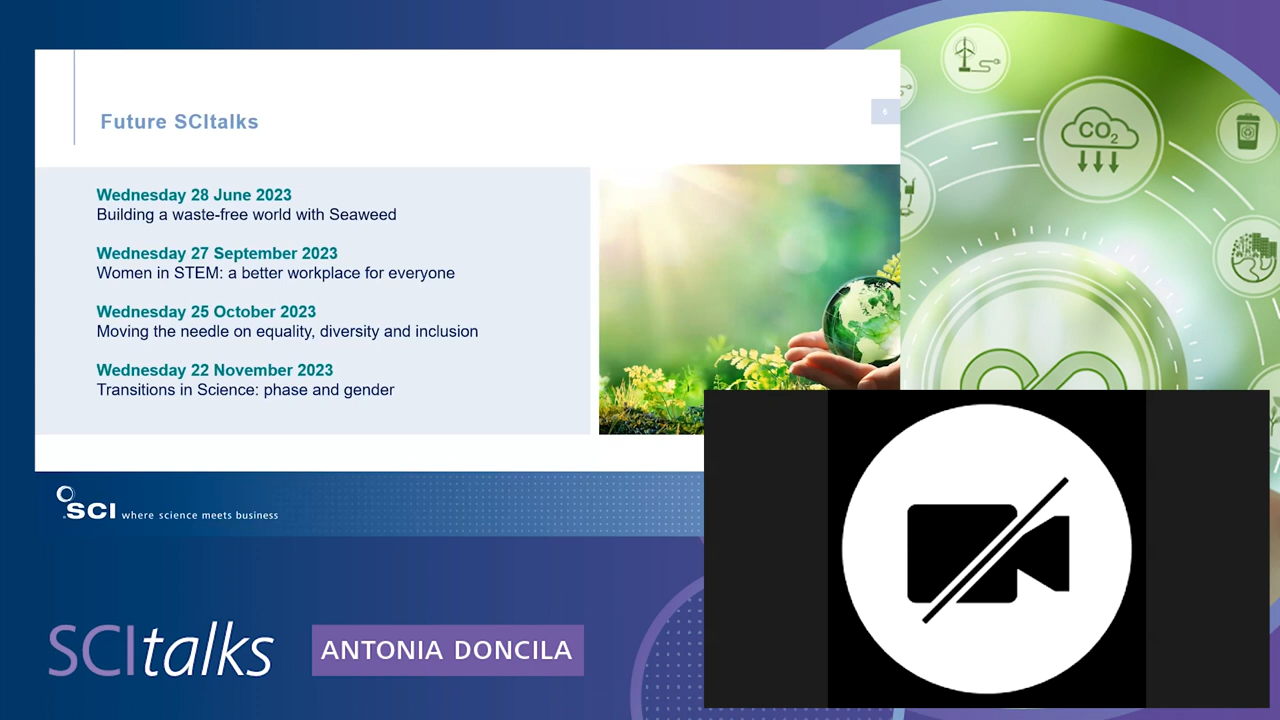 Future SCItalks
6
Wednesday 28 June 2023
Building a waste-free world with Seaweed
Wednesday 27 September 2023
Women in STEM: a better workplace for everyone
Wednesday 25 October 2023
Moving the needle on equality, diversity and inclusion
Wednesday 22 November 2023
Transitions in Science: phase and gender
CO2
SCI where science meets business
SCItalks
ANTONIA DONCILA